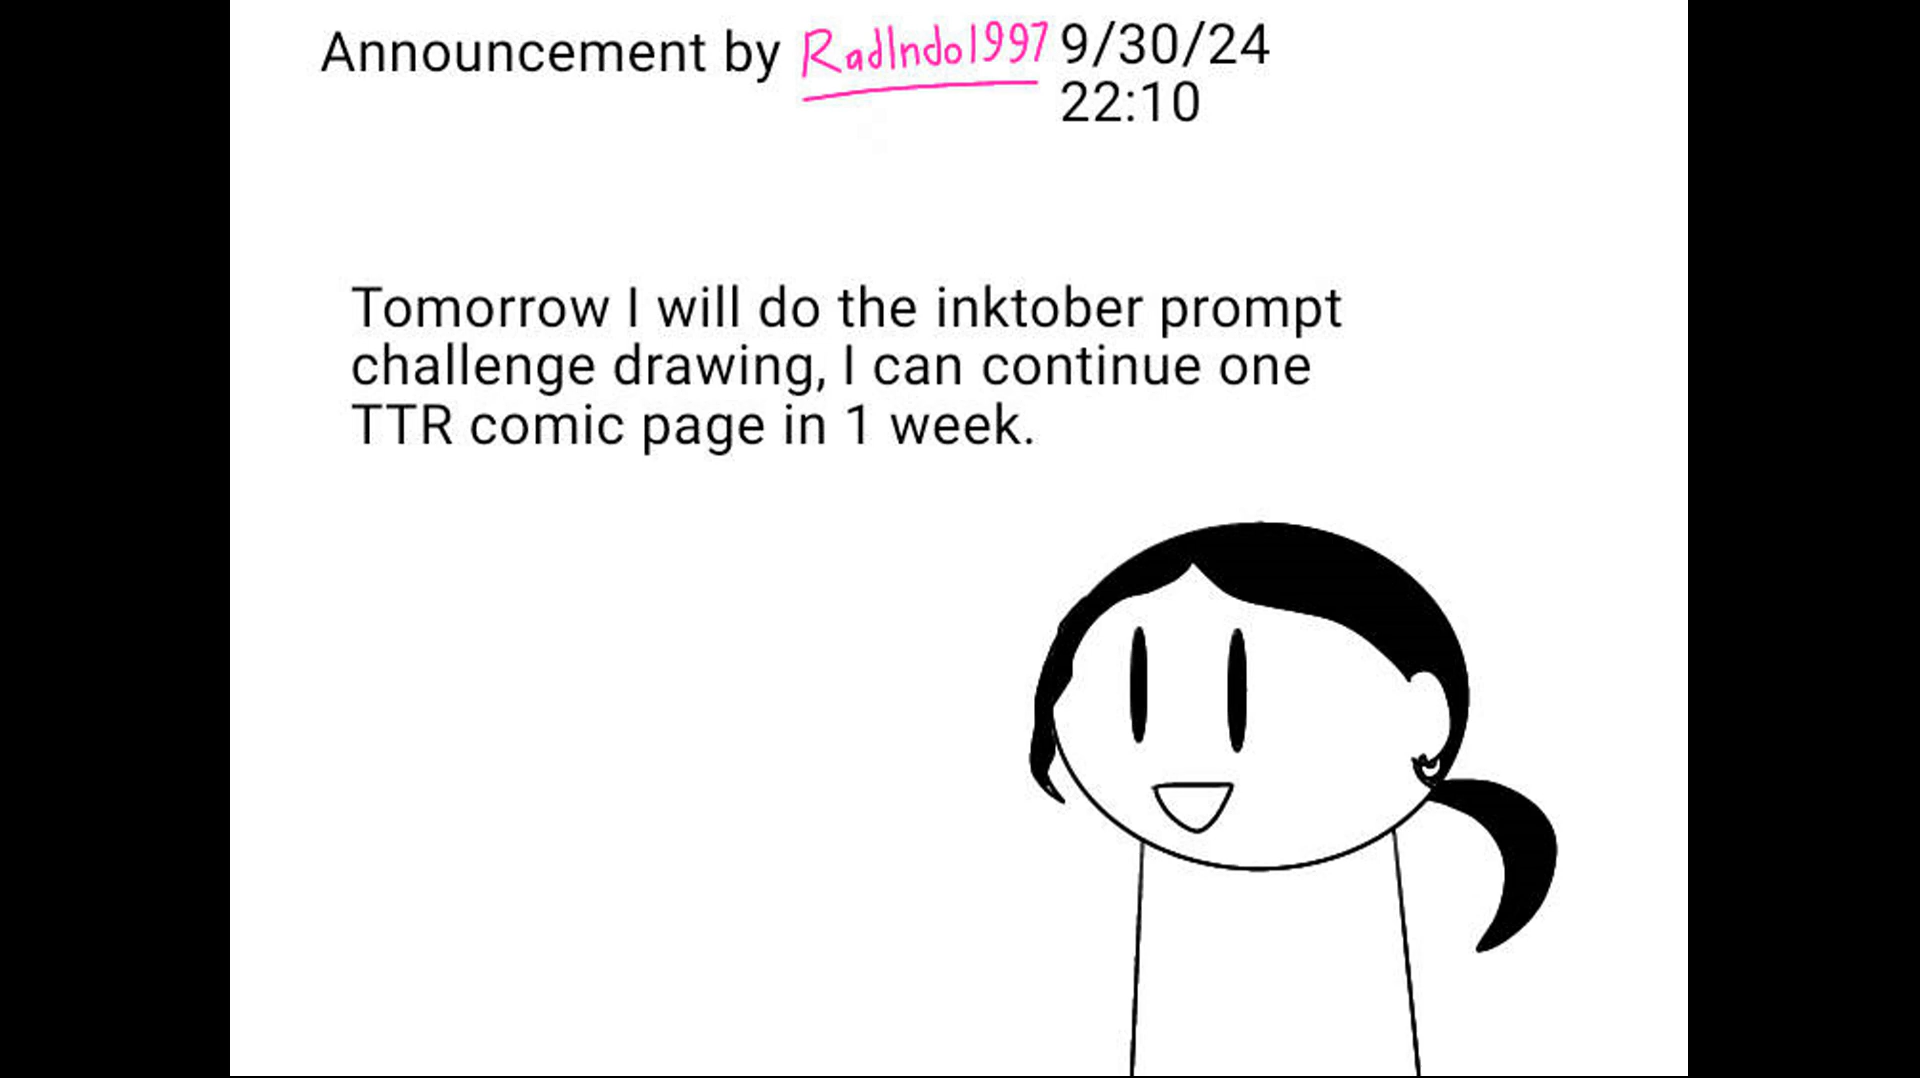 Announcement by RadIndo1997 9/30/24
22:10
Tomorrow I will do the inktober prompt
challenge drawing, I can continue one
TTR comic page in 1 week.